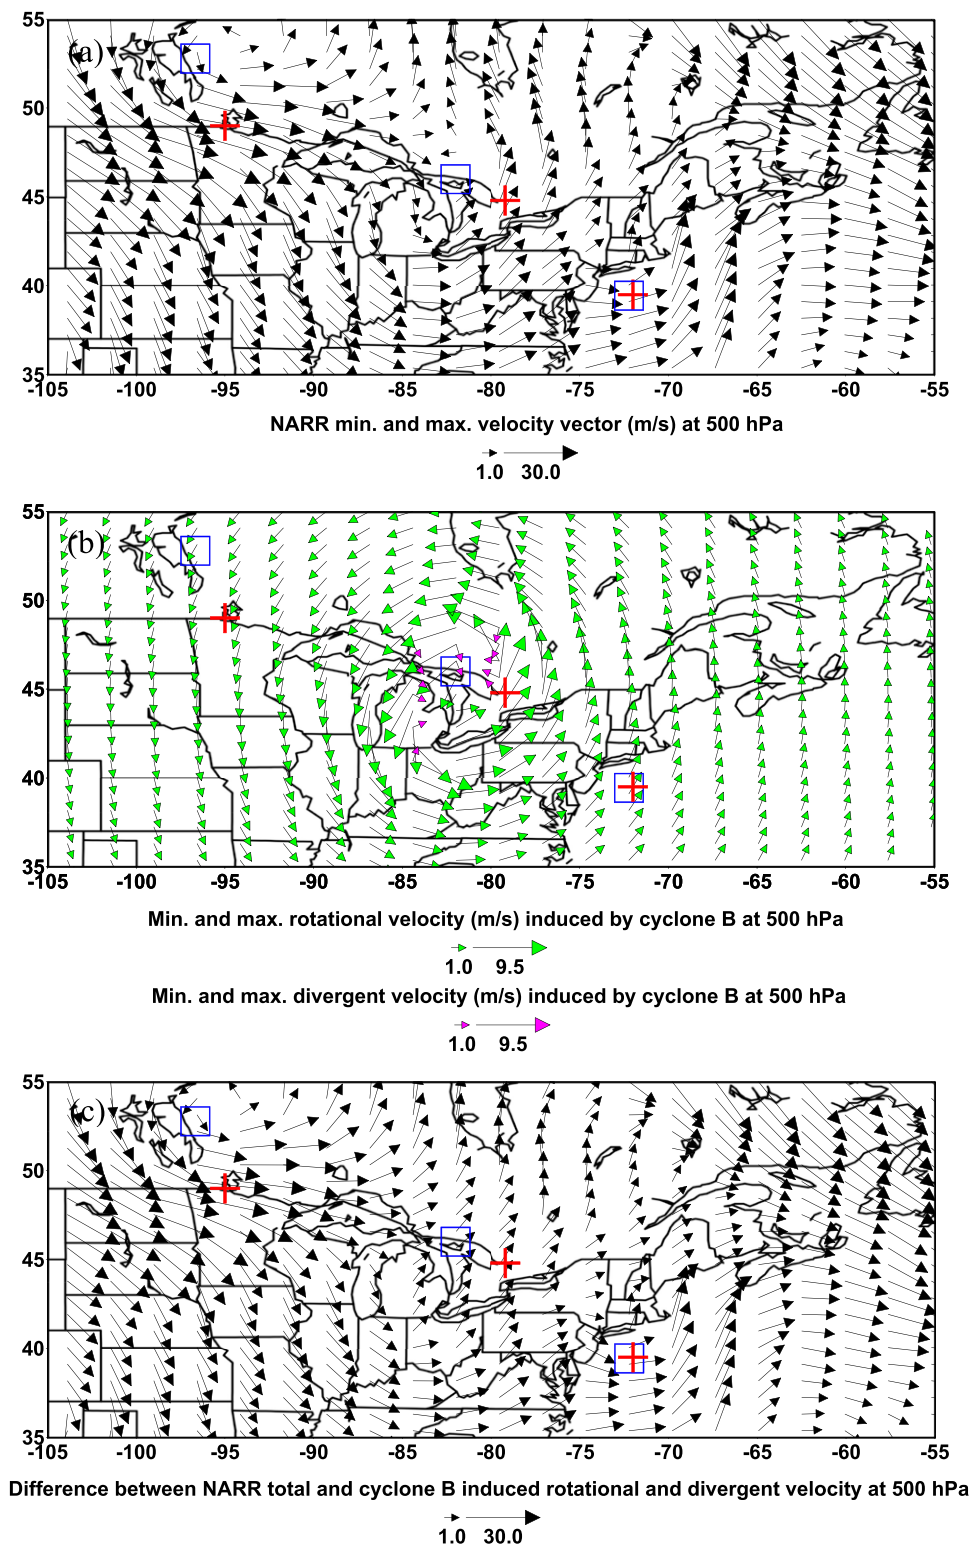 55
(a)
50
45
40
35
-105 -100 -95 -90 -85 -80 -75 -70 -65 -60 -55
NARR min. and max. velocity vector (m/s) at 500 hPa
1.0 30.0
55
(b)
50
45
40
35
-105 -100 -95 -90 -85 -80 -75 -70 -65 -60 -55
Min. and max. rotational velocity (m/s) induced by cyclone B at 500 hPa
1.0 9.5
Min. and max. divergent velocity (m/s) induced by cyclone B at 500 hPa
1.0 9.5
55
(c)
50
45
40
35
-105 -100 -95 -90 -85 -80 -75 -70 -65 -60 -55
Difference between NARR total and cyclone B induced rotational and divergent velocity at 500 hPa
1.0 30.0